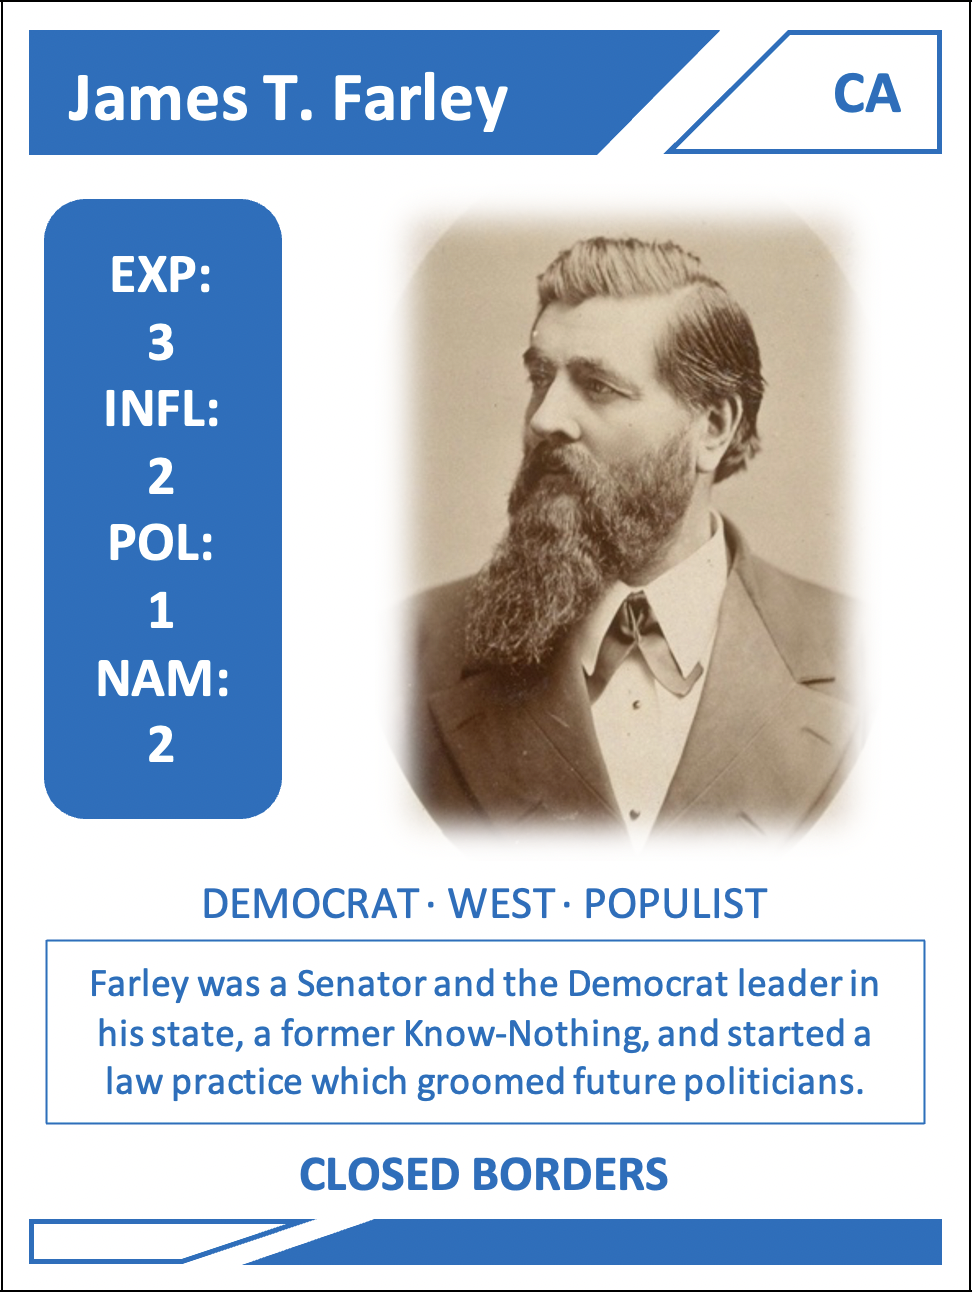 James T. Farley
CA
EXP:
3
INFL:
2
POL:
1
NAM:
2
DEMOCRAT · WEST · POPULIST
Farley was a Senator and the Democrat leader in
his state, a former Know-Nothing, and started a
law practice which groomed future politicians.
CLOSED BORDERS